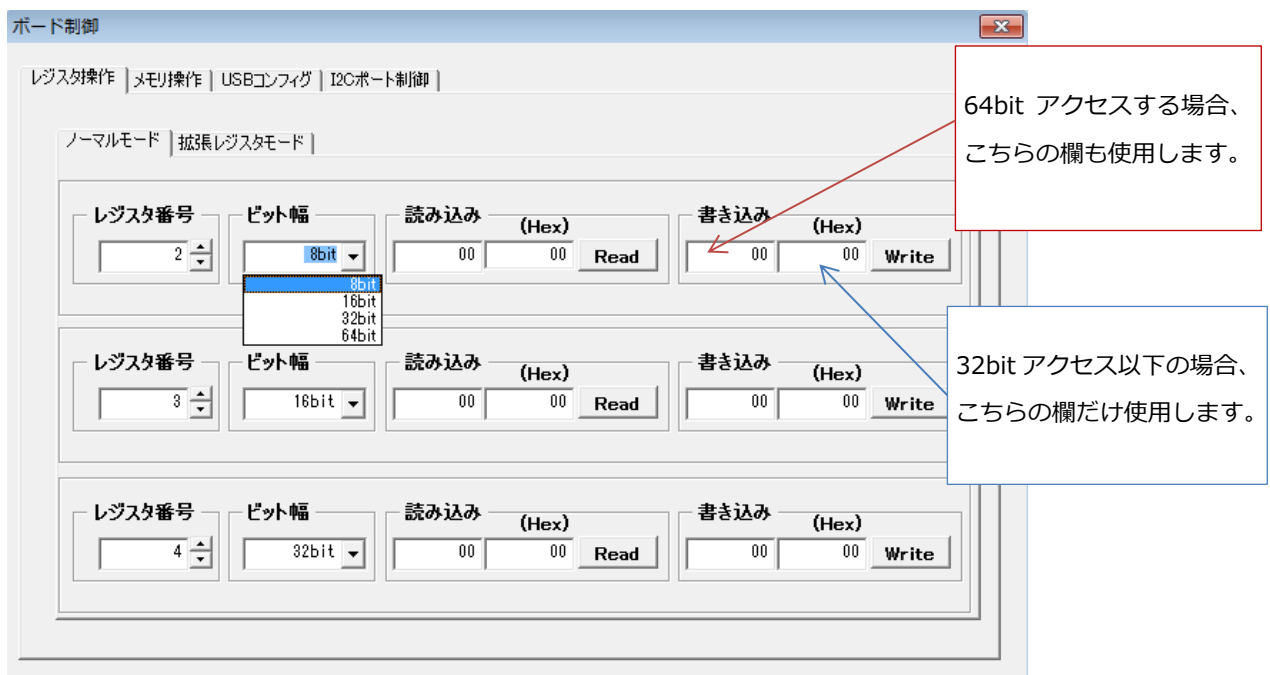 ボード制御
レジスタ操作 メモリ操作 USBコンフィグ I2Cポート制御
ノーマルモード 拡張レジスタモード
64bit アクセスする場合、
こちらの欄も使用します。
レジスタ番号 ビット幅 読み込み (Hex) 書き込み (Hex)
2 8bit 00 00 Read 00 00 Write
8bit
16bit
32bit
64bit
レジスタ番号 ビット幅 読み込み (Hex) 書き込み (Hex)
3 16bit 00 00 Read 00 00 Write
32bit アクセス以下の場合、
こちらの欄だけ使用します。
レジスタ番号 ビット幅 読み込み (Hex) 書き込み (Hex)
4 32bit 00 00 Read 00 00 Write